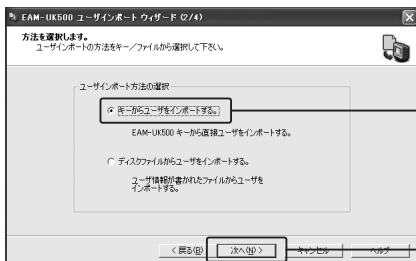 EAM-UK500 ユーザインポート ウィザード (2/4)
方法を選択します。
ユーザインポートの方法をキー/ファイルから選択して下さい。
ユーザインポート方法の選択
キーからユーザをインポートする。
EAM-UK500 キーから直接ユーザをインポートする。
ディスクファイルからユーザをインポートする。
ユーザ情報が書かれたファイルからユーザを
インポートする。
< 戻る(B) 次へ(N) > キャンセル ヘルプ